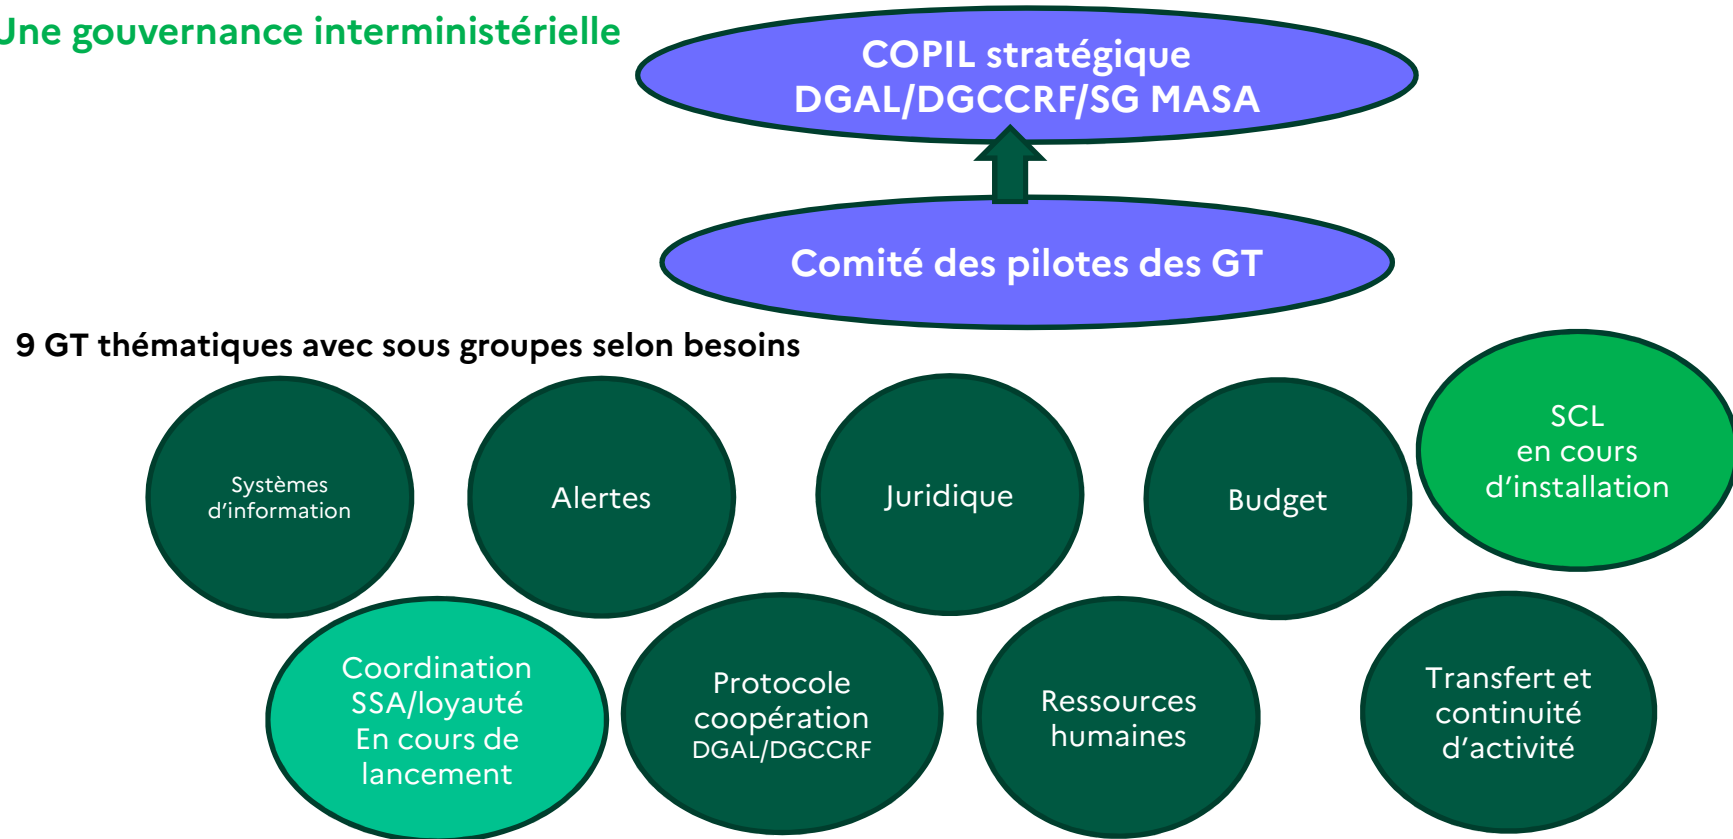 Une gouvernance interministérielle
COPIL stratégique
DGAL/DGCCRF/SG MASA
Comité des pilotes des GT
9 GT thématiques avec sous groupes selon besoins
Systèmes
d’information
Alertes
Juridique
Budget
SCL
en cours
d’installation
Coordination
SSA/loyauté
En cours de
lancement
Protocole
coopération
DGAL/DGCCRF
Ressources
humaines
Transfert et
continuité
d’activité